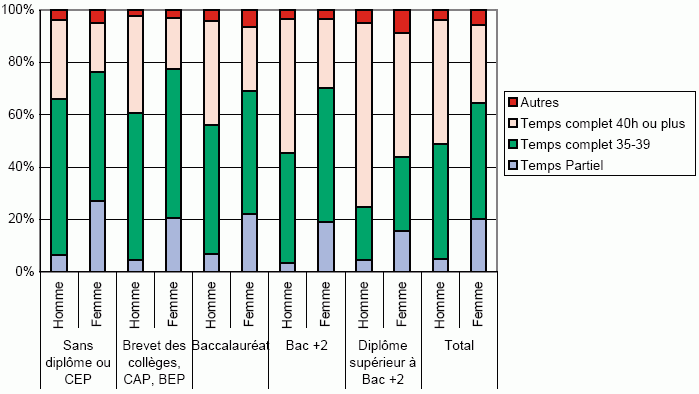 100%
80%
60%
40%
20%
0%
Autres
Temps complet 40h ou plus
Temps complet 35-39
Temps Partiel
Homme
Femme
Homme
Femme
Homme
Femme
Homme
Femme
Homme
Femme
Homme
Femme
Sans
diplôme ou
CEP
Brevet des
collèges,
CAP, BEP
Baccalauréat
Bac +2
Diplôme
supérieur à
Bac +2
Total